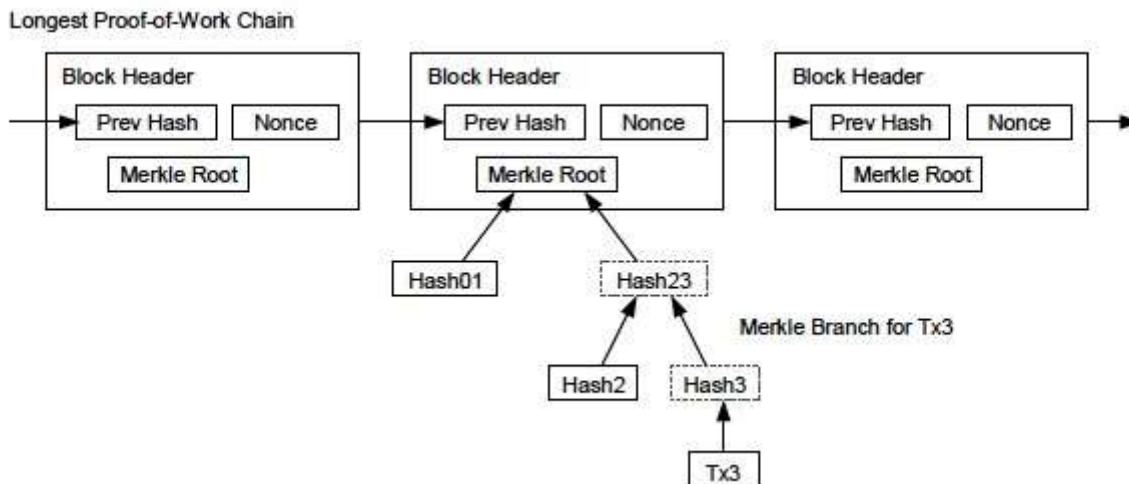 Longest Proof-of-Work Chain
Block Header
Prev Hash
Nonce
Merkle Root
Block Header
Prev Hash
Nonce
Merkle Root
Block Header
Prev Hash
Nonce
Merkle Root
Hash01
Hash23
Merkle Branch for Tx3
Hash2
Hash3
Tx3